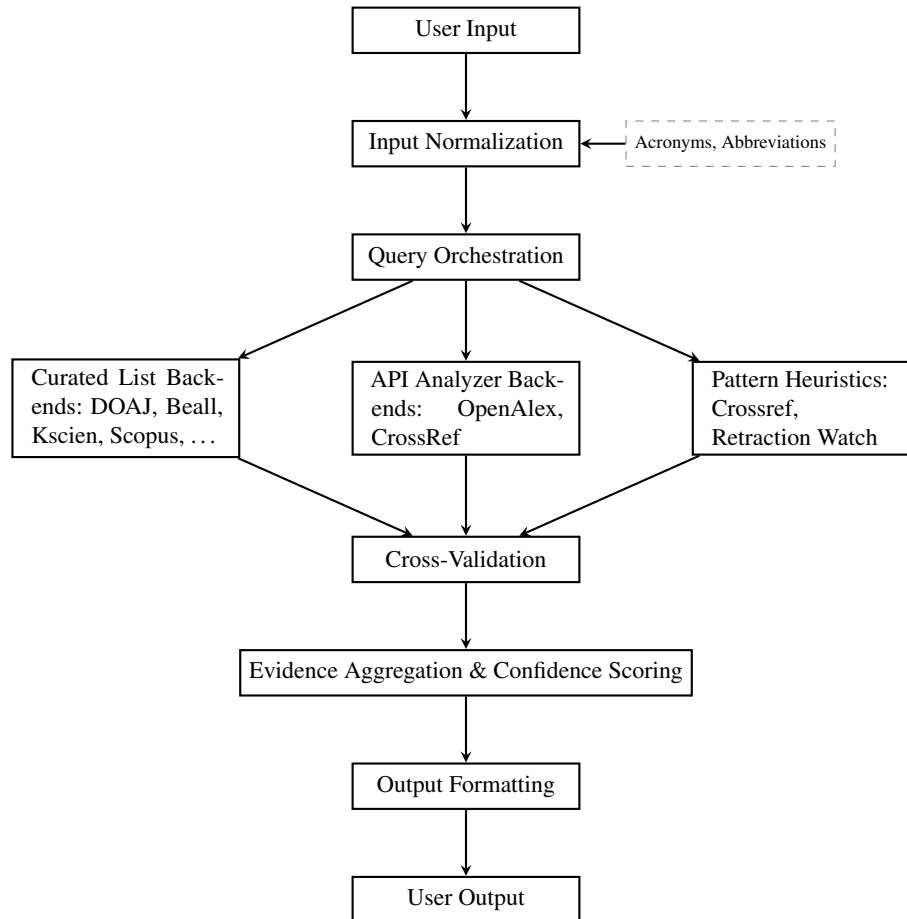 User Input
Input Normalization
Acronyms, Abbreviations
Query Orchestration
Curated List Back-
ends: DOAJ, Beall,
Kscien, Scopus, …
API Analyzer Back-
ends: OpenAlex,
CrossRef
Pattern Heuristics:
Crossref,
Retraction Watch
Cross-Validation
Evidence Aggregation & Confidence Scoring
Output Formatting
User Output